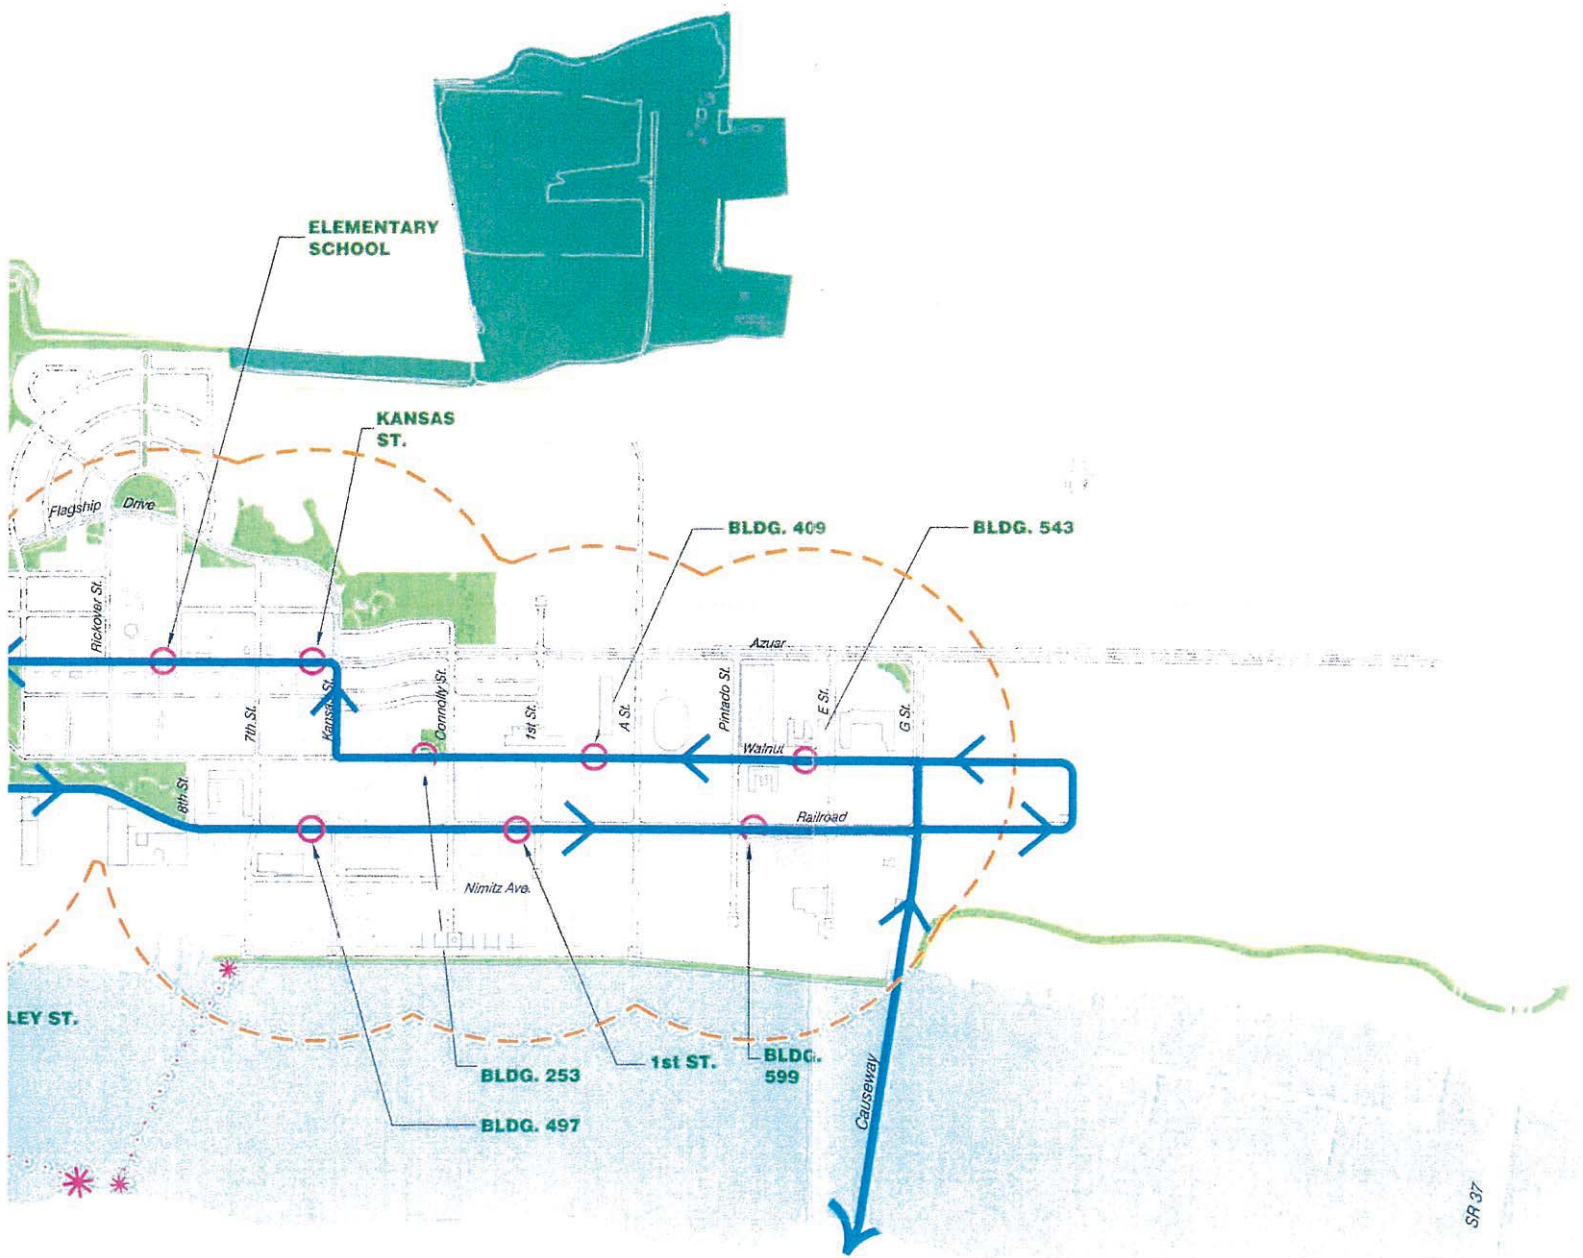 ELEMENTARY
SCHOOL
KANSAS
ST.
Flagship Drive
BLDG. 409
BLDG. 543
Rickover St.
Azuar
Connolly St.
Pintado St.
E St.
7th St.
Kansas St.
1st St.
A St.
G St.
Walnut
8th St.
Railroad
Nimitz Ave.
LEY ST.
BLDG. 253
1st ST.
BLDG.
599
BLDG. 497
Causeway
SR 37